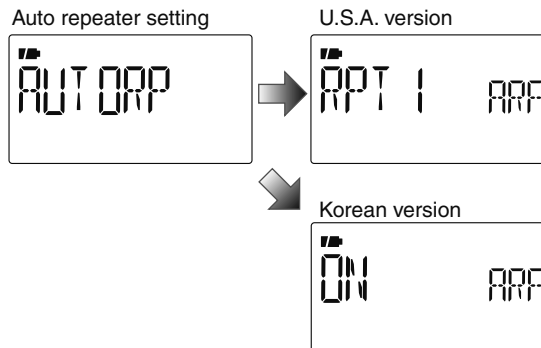 Auto repeater setting
U.S.A. version
AUTORP
RPT 1 ARP
Korean version
ON ARP